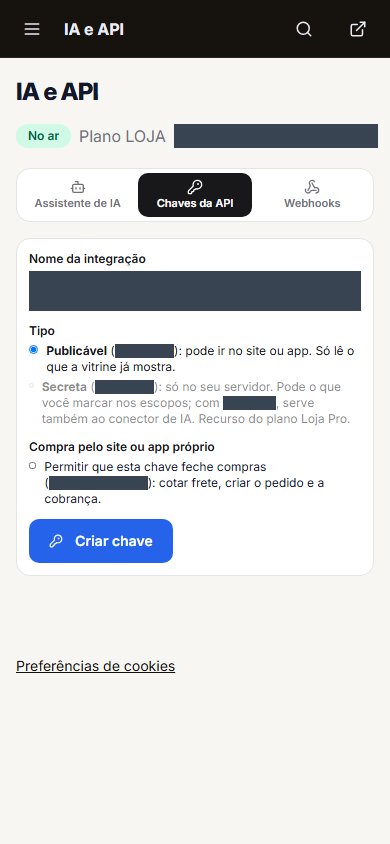 IA e API
IA e API
No ar
Plano LOJA
Assistente de IA
Chaves da API
Webhooks
Nome da integração
Tipo
Publicável (): pode ir no site ou app. Só lê o
que a vitrine já mostra.
Secreta (): só no seu servidor. Pode o que
você marcar nos escopos; com , serve
também ao conector de IA. Recurso do plano Loja Pro.
Compra pelo site ou app próprio
Permitir que esta chave feche compras
(): cotar frete, criar o pedido e a
cobrança.
Criar chave
Preferências de cookies